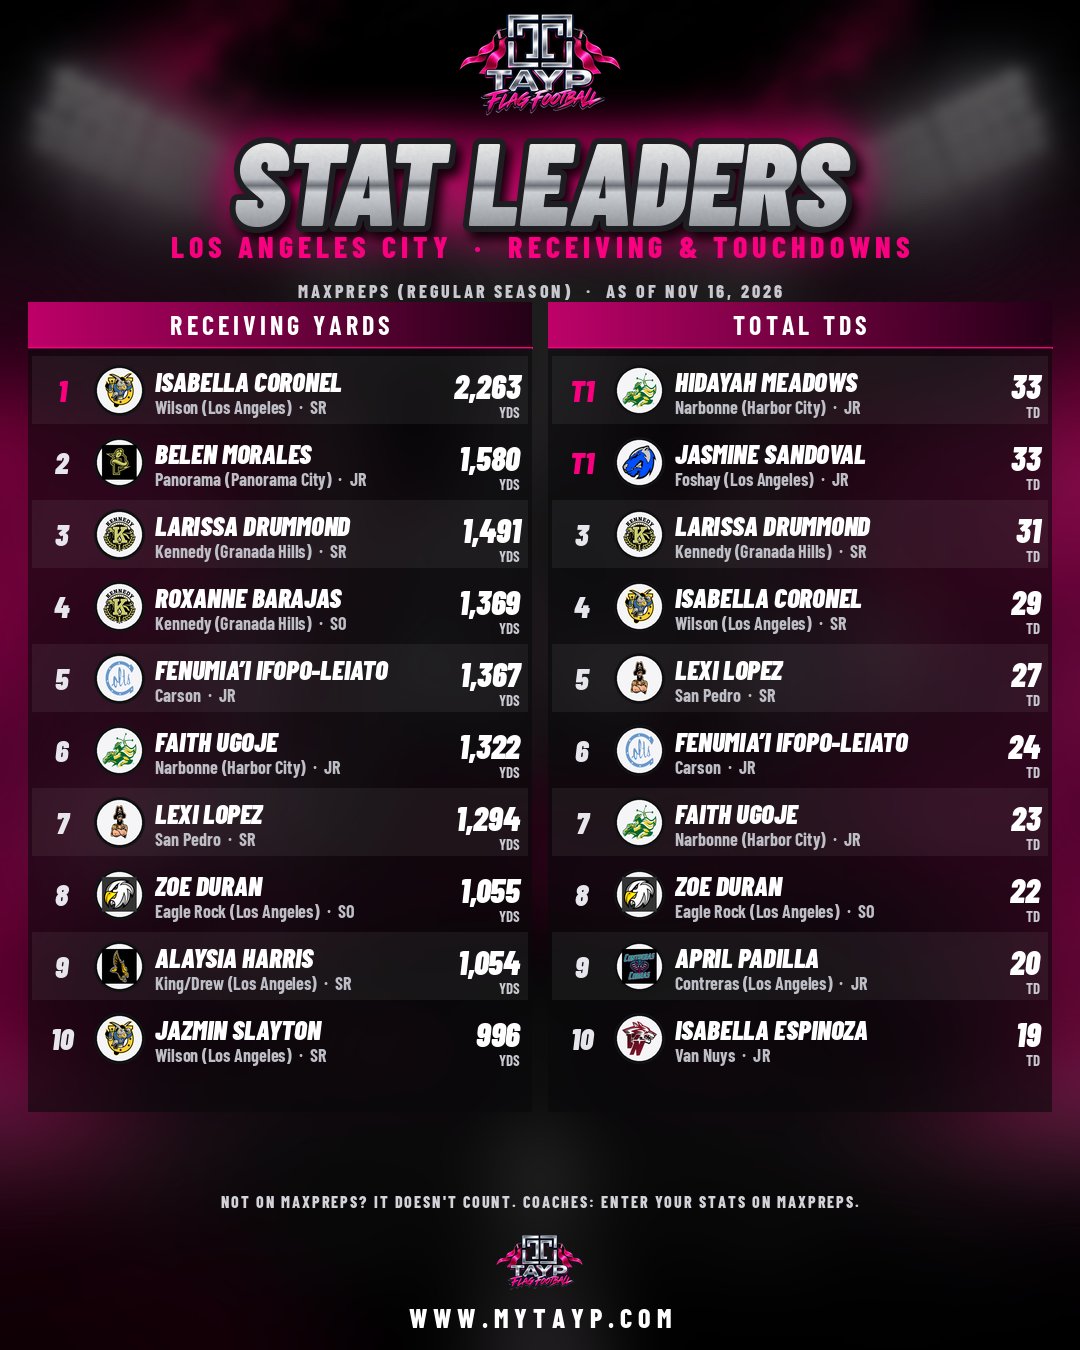 TAYP
FLAG FOOTBALL
STAT LEADERS
LOS ANGELES CITY · RECEIVING & TOUCHDOWNS
MAXPREPS (REGULAR SEASON) · AS OF NOV 16, 2026
RECEIVING YARDS
1 ISABELLA CORONEL 2,263
Wilson (Los Angeles) · SR YDS
2 BELEN MORALES 1,580
Panorama (Panorama City) · JR YDS
3 LARISSA DRUMMOND 1,491
Kennedy (Granada Hills) · SR YDS
4 ROXANNE BARAJAS 1,369
Kennedy (Granada Hills) · SO YDS
5 FENUMIA'I IFOPO-LEIATO 1,367
Carson · JR YDS
6 FAITH UGOJE 1,322
Narbonne (Harbor City) · JR YDS
7 LEXI LOPEZ 1,294
San Pedro · SR YDS
8 ZOE DURAN 1,055
Eagle Rock (Los Angeles) · SO YDS
9 ALAYSIA HARRIS 1,054
King/Drew (Los Angeles) · SR YDS
10 JAZMIN SLAYTON 996
Wilson (Los Angeles) · SR YDS
TOTAL TDS
T1 HIDAYAH MEADOWS 33
Narbonne (Harbor City) · JR TD
T1 JASMINE SANDOVAL 33
Foshay (Los Angeles) · JR TD
3 LARISSA DRUMMOND 31
Kennedy (Granada Hills) · SR TD
4 ISABELLA CORONEL 29
Wilson (Los Angeles) · SR TD
5 LEXI LOPEZ 27
San Pedro · SR TD
6 FENUMIA'I IFOPO-LEIATO 24
Carson · JR TD
7 FAITH UGOJE 23
Narbonne (Harbor City) · JR TD
8 ZOE DURAN 22
Eagle Rock (Los Angeles) · SO TD
9 APRIL PADILLA 20
Contreras (Los Angeles) · JR TD
10 ISABELLA ESPINOZA 19
Van Nuys · JR TD
NOT ON MAXPREPS? IT DOESN'T COUNT. COACHES: ENTER YOUR STATS ON MAXPREPS.
TAYP
FLAG FOOTBALL
WWW.MYTAYP.COM